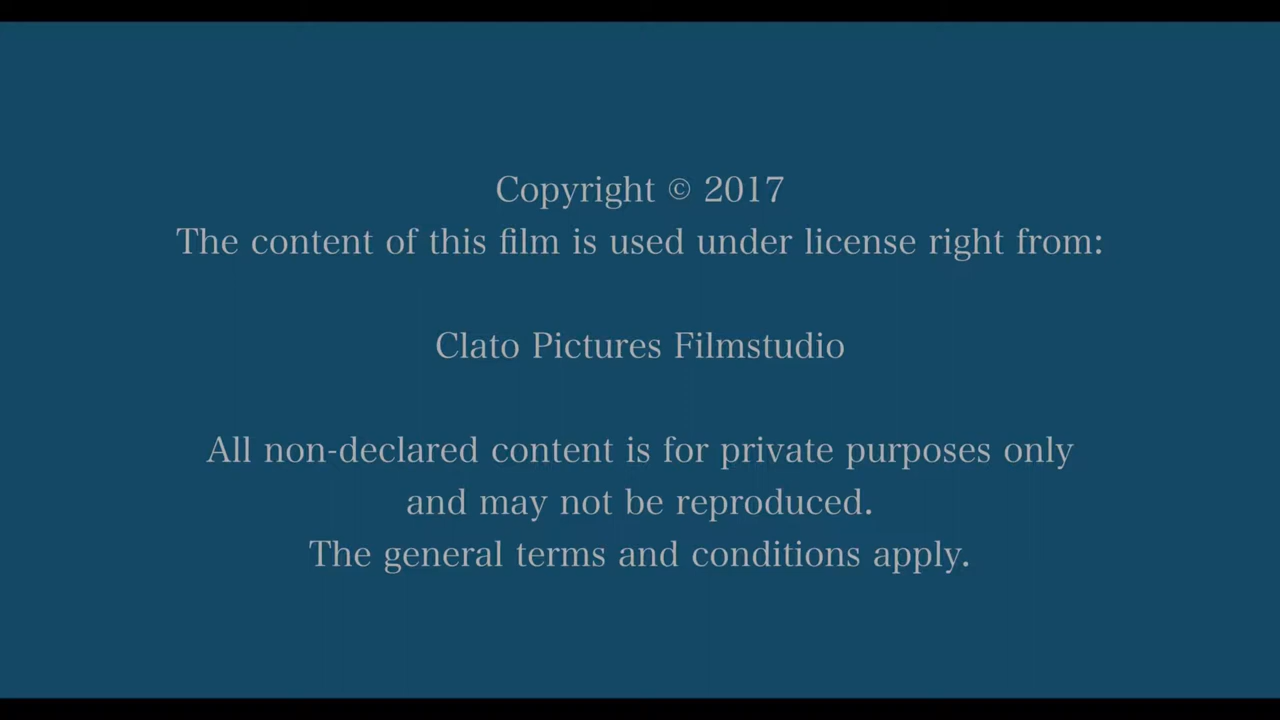 Copyright © 2017
The content of this film is used under license right from:
Clato Pictures Filmstudio
All non-declared content is for private purposes only
and may not be reproduced.
The general terms and conditions apply.